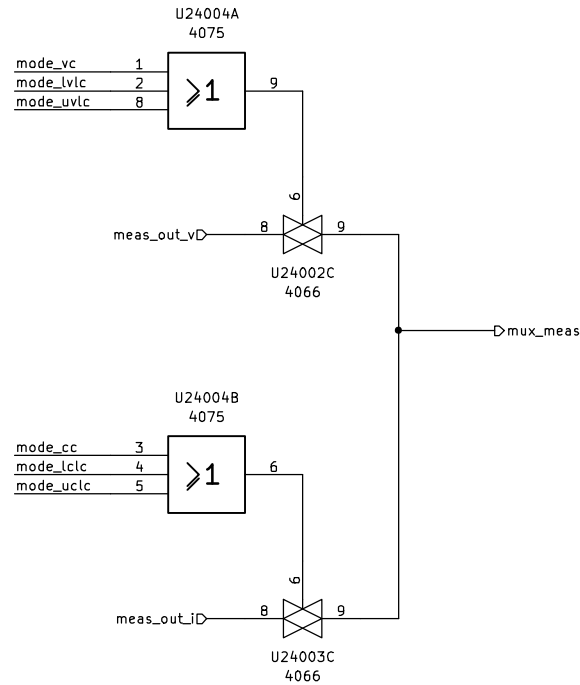 U24004A
4075
mode_vc 1
mode_lvlc 2
mode_uvlc 8
≥1
9
6
meas_out_v 8 9
U24002C
4066
mux_meas
U24004B
4075
mode_cc 3
mode_lclc 4
mode_uclc 5
≥1
6
6
meas_out_i 8 9
U24003C
4066